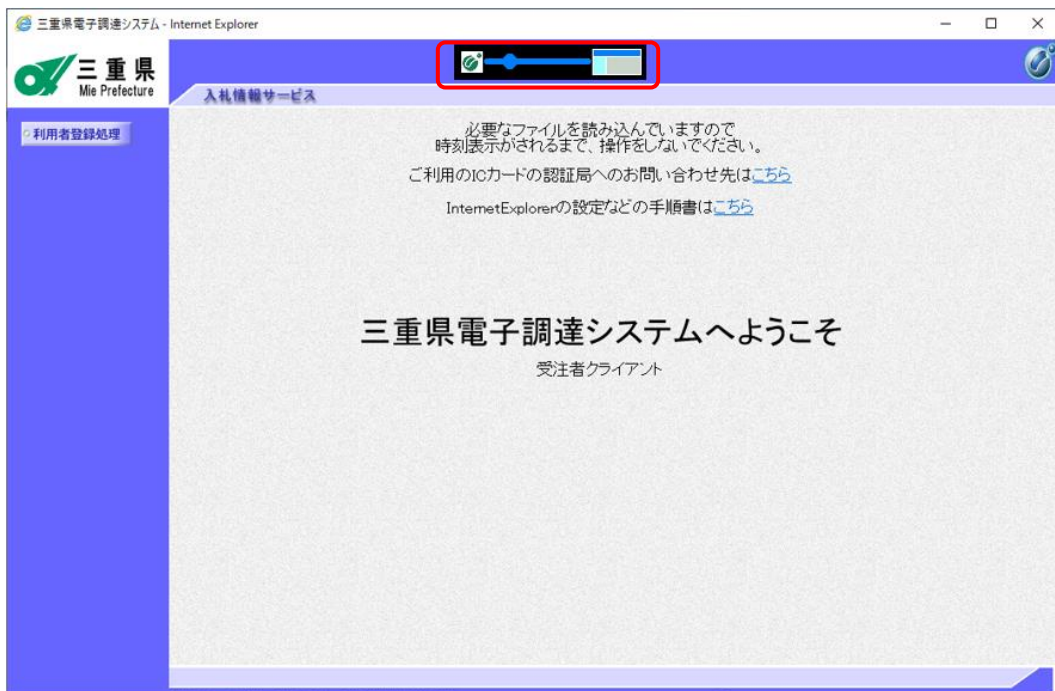 三重県電子調達システム - Internet Explorer
三重県
Mie Prefecture
入札情報サービス
利用者登録処理
必要なファイルを読み込んでいますので
時刻表示がされるまで、操作をしないでください。
ご利用のICカードの認証局へのお問い合わせ先はこちら
InternetExplorerの設定などの手順書はこちら
三重県電子調達システムへようこそ
受注者クライアント